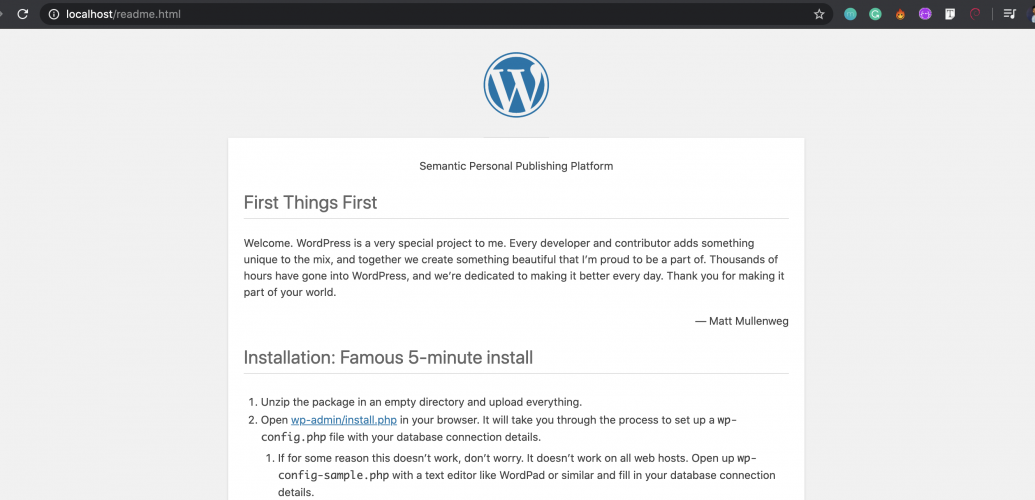 localhost/readme.html
Semantic Personal Publishing Platform
First Things First
Welcome. WordPress is a very special project to me. Every developer and contributor adds something
unique to the mix, and together we create something beautiful that I’m proud to be a part of. Thousands of
hours have gone into WordPress, and we’re dedicated to making it better every day. Thank you for making it
part of your world.
— Matt Mullenweg
Installation: Famous 5-minute install
1. Unzip the package in an empty directory and upload everything.
2. Open wp-admin/install.php in your browser. It will take you through the process to set up a wp-
config.php file with your database connection details.
1. If for some reason this doesn’t work, don’t worry. It doesn’t work on all web hosts. Open up wp-
config-sample.php with a text editor like WordPad or similar and fill in your database connection
details.